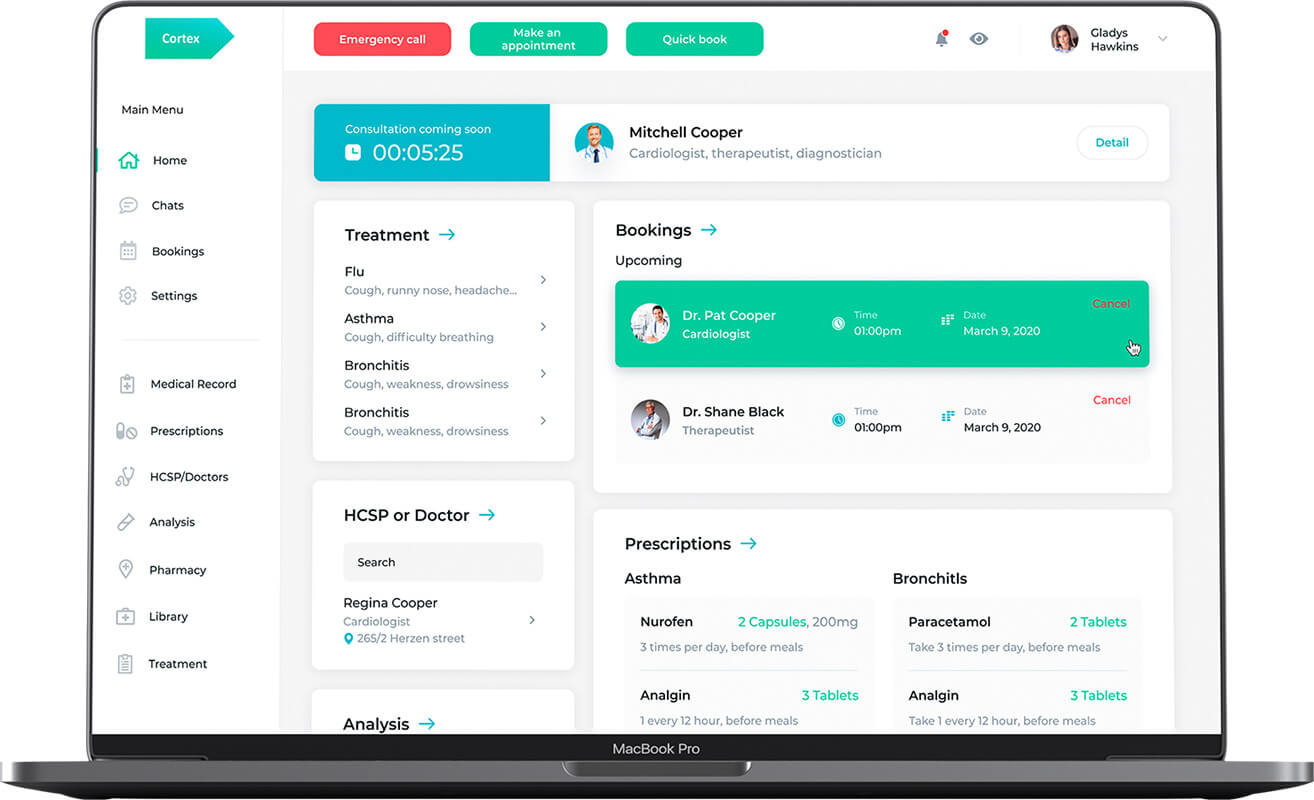 Cortex
Emergency call
Make an
appointment
Quick book
Gladys
Hawkins
Main Menu
Home
Chats
Bookings
Settings
Medical Record
Prescriptions
HCSP/Doctors
Analysis
Pharmacy
Library
Treatment
Consultation coming soon
00:05:25
Mitchell Cooper
Cardiologist, therapeutist, diagnostician
Detail
Treatment
Flu
Cough, runny nose, headache...
Asthma
Cough, difficulty breathing
Bronchitis
Cough, weakness, drowsiness
Bronchitis
Cough, weakness, drowsiness
HCSP or Doctor
Search
Regina Cooper
Cardiologist
265/2 Herzen street
Analysis
Bookings
Upcoming
Dr. Pat Cooper
Cardiologist
Time
01:00pm
Date
March 9, 2020
Cancel
Dr. Shane Black
Therapeutist
Time
01:00pm
Date
March 9, 2020
Cancel
Prescriptions
Asthma
Nurofen 2 Capsules, 200mg
3 times per day, before meals
Analgin 3 Tablets
1 every 12 hour, before meals
Bronchitls
Paracetamol 2 Tablets
Take 3 times per day, before meals
Analgin 3 Tablets
Take 1 every 12 hour, before meals
MacBook Pro